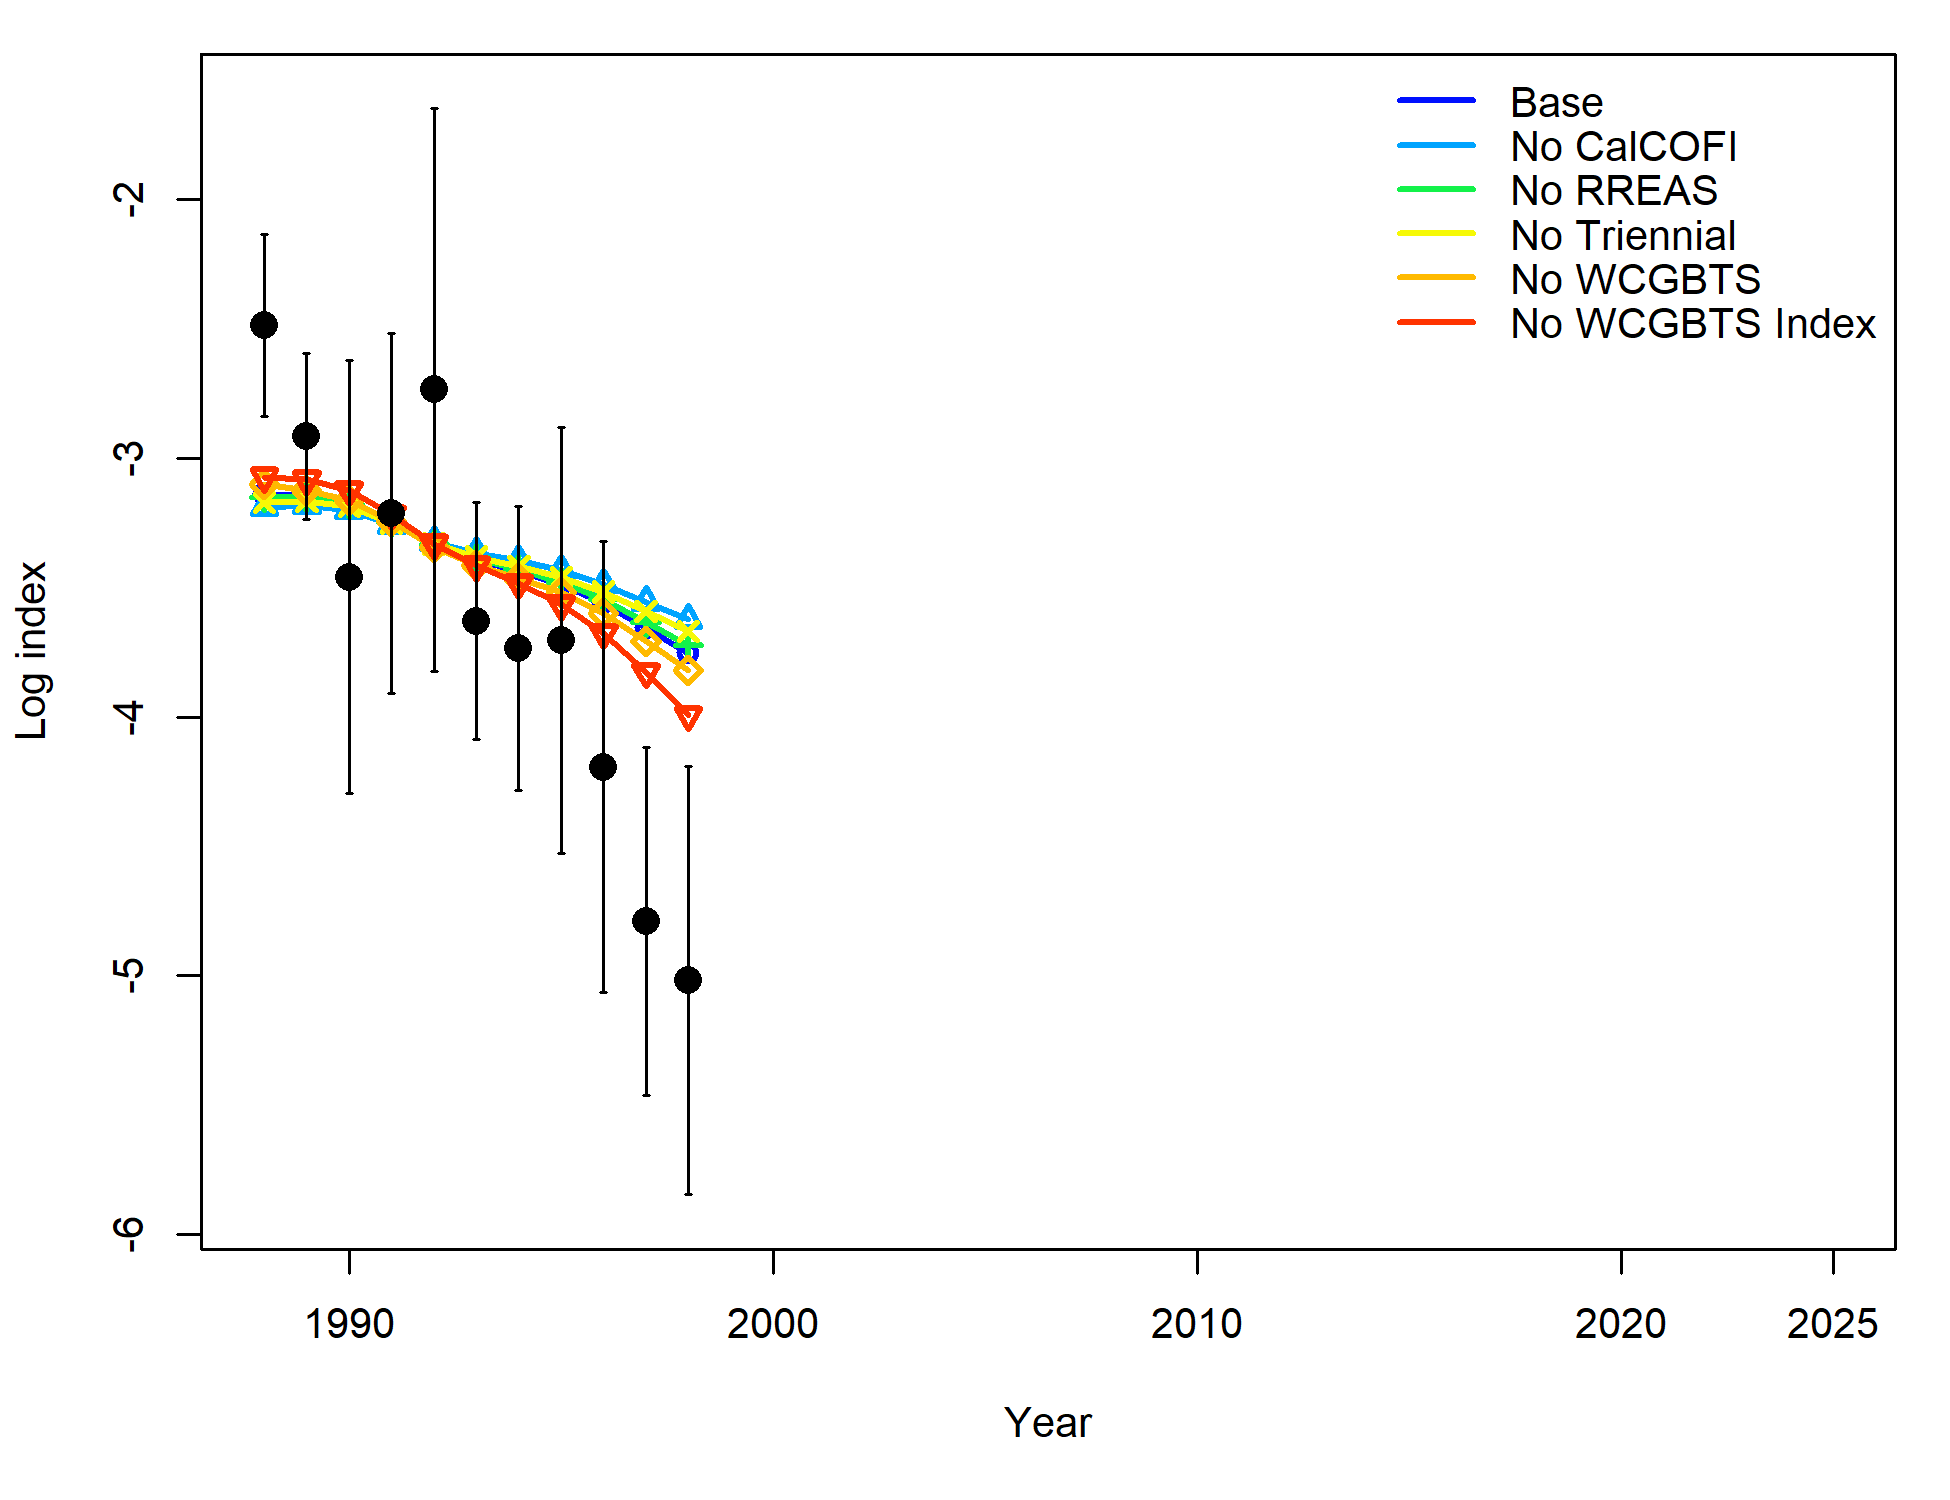 Base
No CalCOFI
No RREAS
No Triennial
No WCGBTS
No WCGBTS Index
-2
-3
-4
-5
-6
Log index
1990
2000
2010
2020
2025
Year